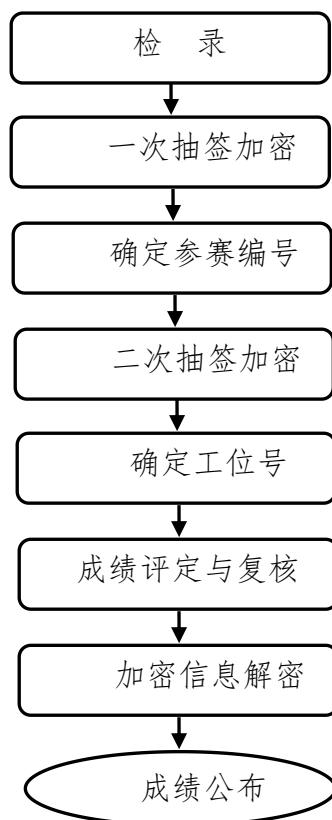 检 录
一次抽签加密
确定参赛编号
二次抽签加密
确定工位号
成绩评定与复核
加密信息解密
成绩公布